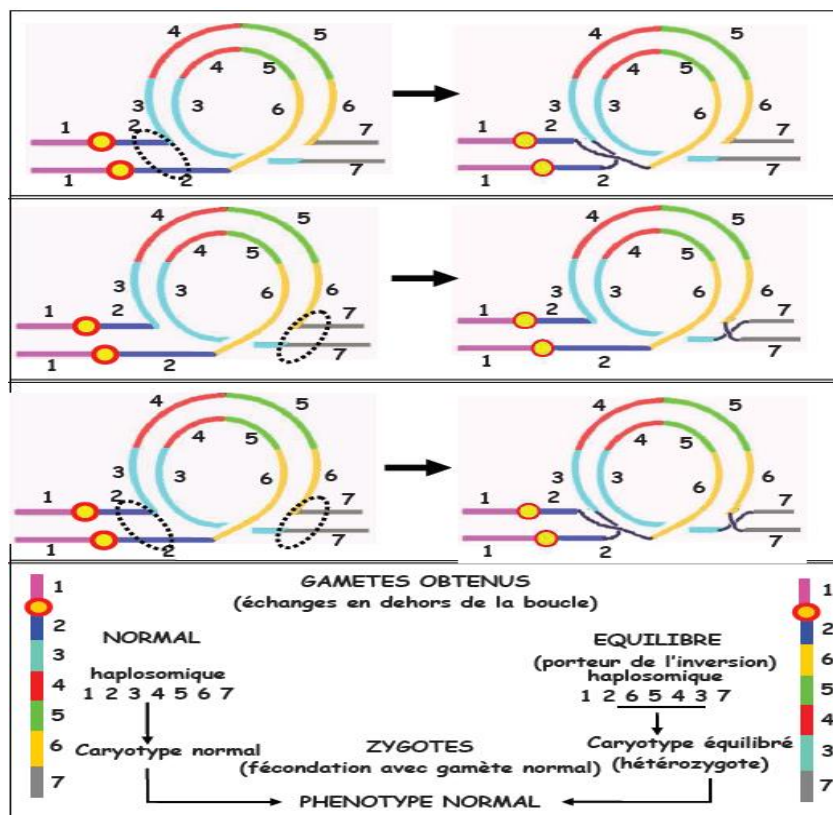 4 5 4 5
4 5 4 5
3 3 6 6 3 3 6 6
1 2 7 1 2 7
1 2 1 2
4 5 4 5
4 5 4 5
3 3 6 6 3 3 6 6
1 2 7 1 2 7
1 2 7 1 2 7
4 5 4 5
4 5 4 5
3 3 6 6 3 3 6 6
1 2 7 1 2 7
1 2 7 1 2 7
GAMETES OBTENUS
(échanges en dehors de la boucle)
1
2
3
4
5
6
7
NORMAL
haplosomique
1 2 3 4 5 6 7
Caryotype normal
EQUILIBRE
(porteur de l'inversion)
haplosomique
1 2 6 5 4 3 7
Caryotype équilibré
(hétérozygote)
ZYGOTES
(fécondation avec gamète normal)
PHENOTYPE NORMAL
1
2
6
5
4
3
7